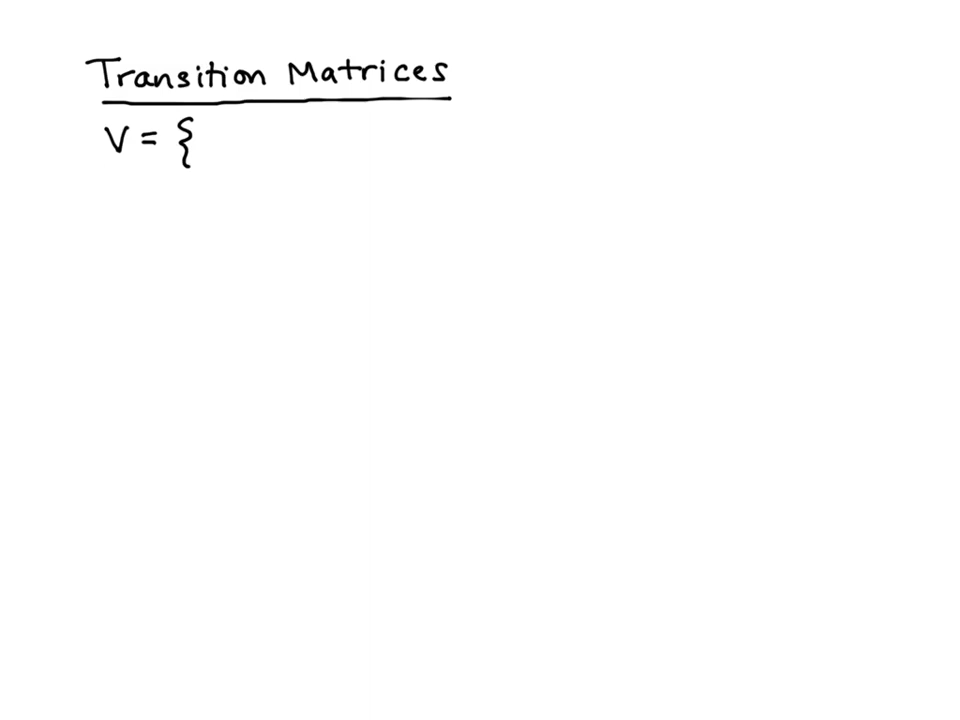 Transition Matrices
V = {